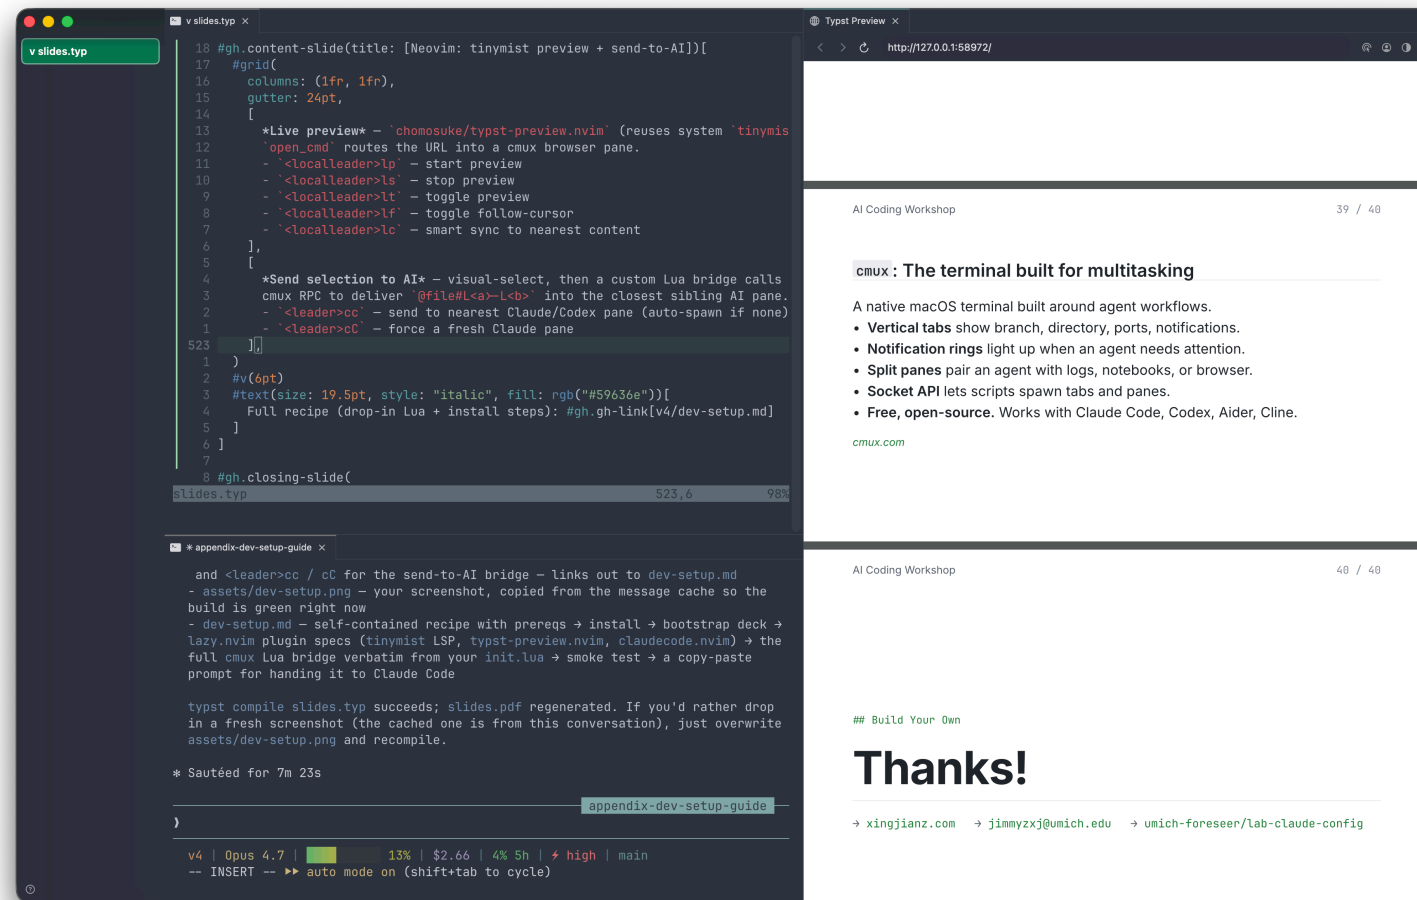 v slides.typ
v slides.typ ×
18 #gh.content-slide(title: [Neovim: tinymist preview + send-to-AI])[
17 #grid(
16 columns: (1fr, 1fr),
15 gutter: 24pt,
14 [
13 *Live preview* — `chomosuke/typst-preview.nvim` (reuses system `tinymis
12 `open_cmd` routes the URL into a cmux browser pane.
11 - `<localleader>lp` — start preview
10 - `<localleader>ls` — stop preview
9 - `<localleader>lt` — toggle preview
8 - `<localleader>lf` — toggle follow-cursor
7 - `<localleader>lc` — smart sync to nearest content
6 ],
5 [
4 *Send selection to AI* — visual-select, then a custom Lua bridge calls
3 cmux RPC to deliver `@file#L<a>-L<b>` into the closest sibling AI pane.
2 - `<leader>cc` — send to nearest Claude/Codex pane (auto-spawn if none)
1 - `<leader>cC` — force a fresh Claude pane
523 ],
1 )
2 #v(6pt)
3 #text(size: 19.5pt, style: "italic", fill: rgb("#59636e"))[
4 Full recipe (drop-in Lua + install steps): #gh.gh-link[v4/dev-setup.md]
5 ]
6 ]
7
8 #gh.closing-slide(
slides.typ 523,6 98%
✳ appendix-dev-setup-guide ×
and <leader>cc / cC for the send-to-AI bridge — links out to dev-setup.md
- assets/dev-setup.png — your screenshot, copied from the message cache so the
build is green right now
- dev-setup.md — self-contained recipe with prereqs → install → bootstrap deck →
lazy.nvim plugin specs (tinymist LSP, typst-preview.nvim, claudecode.nvim) → the
full cmux Lua bridge verbatim from your init.lua → smoke test → a copy-paste
prompt for handing it to Claude Code
typst compile slides.typ succeeds; slides.pdf regenerated. If you'd rather drop
in a fresh screenshot (the cached one is from this conversation), just overwrite
assets/dev-setup.png and recompile.
✻ Sautéed for 7m 23s
appendix-dev-setup-guide
❯
v4 | Opus 4.7 | 13% | $2.66 | 4% 5h | ⚡ high | main
-- INSERT -- ▶▶ auto mode on (shift+tab to cycle)
Typst Preview ×
http://127.0.0.1:58972/
AI Coding Workshop 39 / 40
cmux: The terminal built for multitasking
A native macOS terminal built around agent workflows.
• Vertical tabs show branch, directory, ports, notifications.
• Notification rings light up when an agent needs attention.
• Split panes pair an agent with logs, notebooks, or browser.
• Socket API lets scripts spawn tabs and panes.
• Free, open-source. Works with Claude Code, Codex, Aider, Cline.
cmux.com
AI Coding Workshop 40 / 40
## Build Your Own
Thanks!
→ xingjianz.com → jimmyzxj@umich.edu → umich-foreseer/lab-claude-config